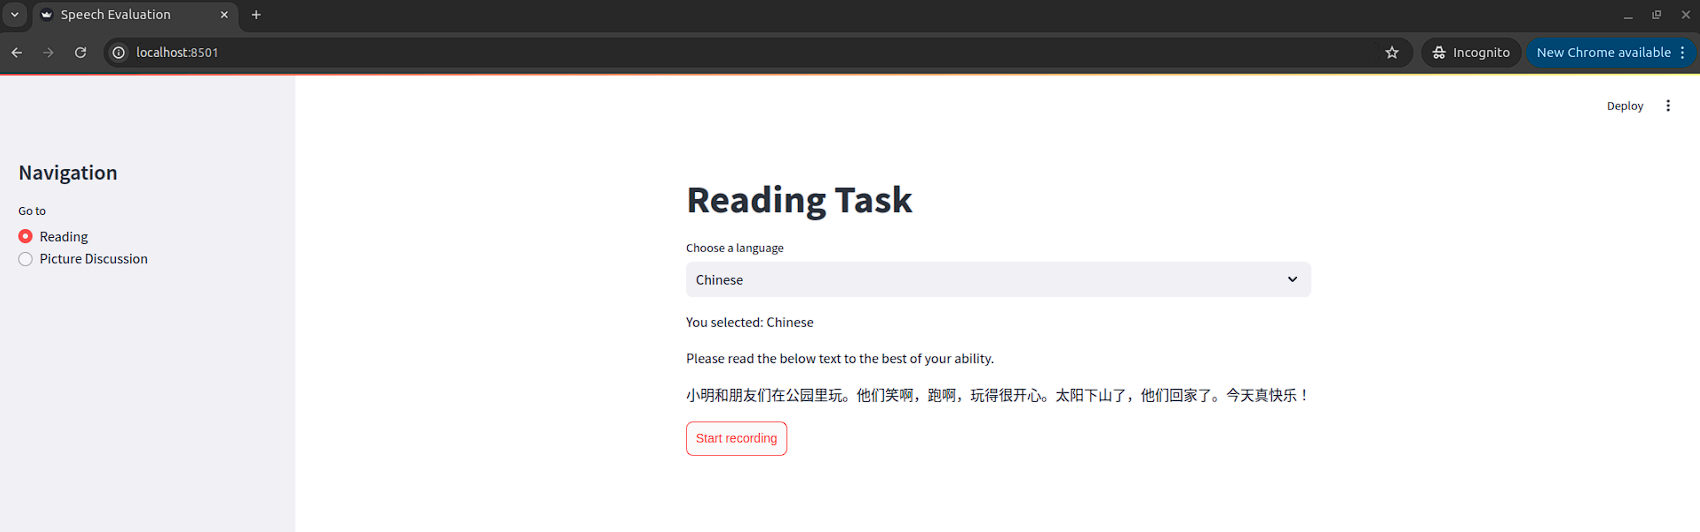 Speech Evaluation
localhost:8501
Incognito
New Chrome available
Deploy
Navigation
Go to
Reading
Picture Discussion
Reading Task
Choose a language
Chinese
You selected: Chinese
Please read the below text to the best of your ability.
小明和朋友们在公园里玩。他们笑啊，跑啊，玩得很开心。太阳下山了，他们回家了。今天真快乐！
Start recording